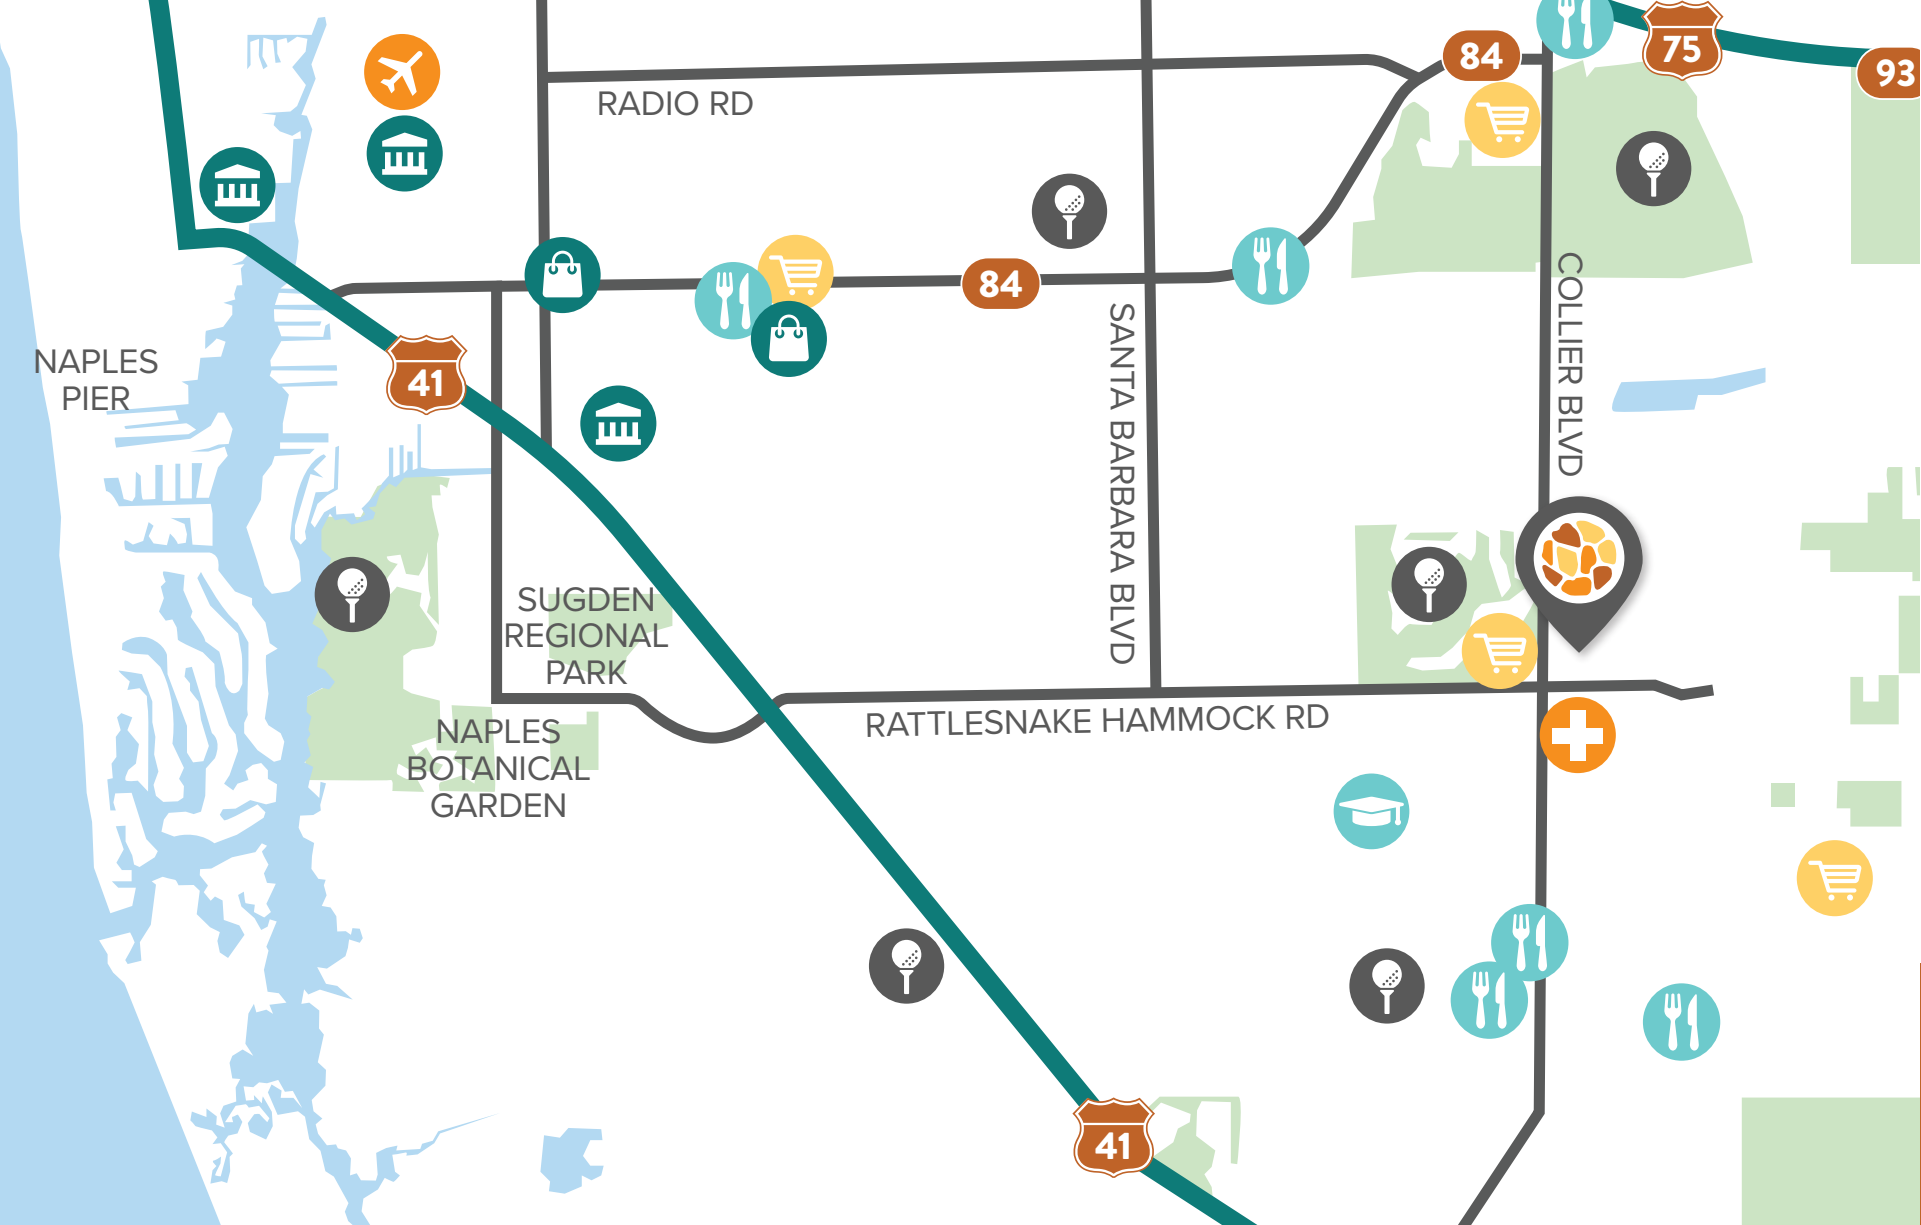 75
84
93
RADIO RD
84
COLLIER BLVD
SANTA BARBARA BLVD
NAPLES
PIER
41
SUGDEN
REGIONAL
PARK
RATTLESNAKE HAMMOCK RD
NAPLES
BOTANICAL
GARDEN
41